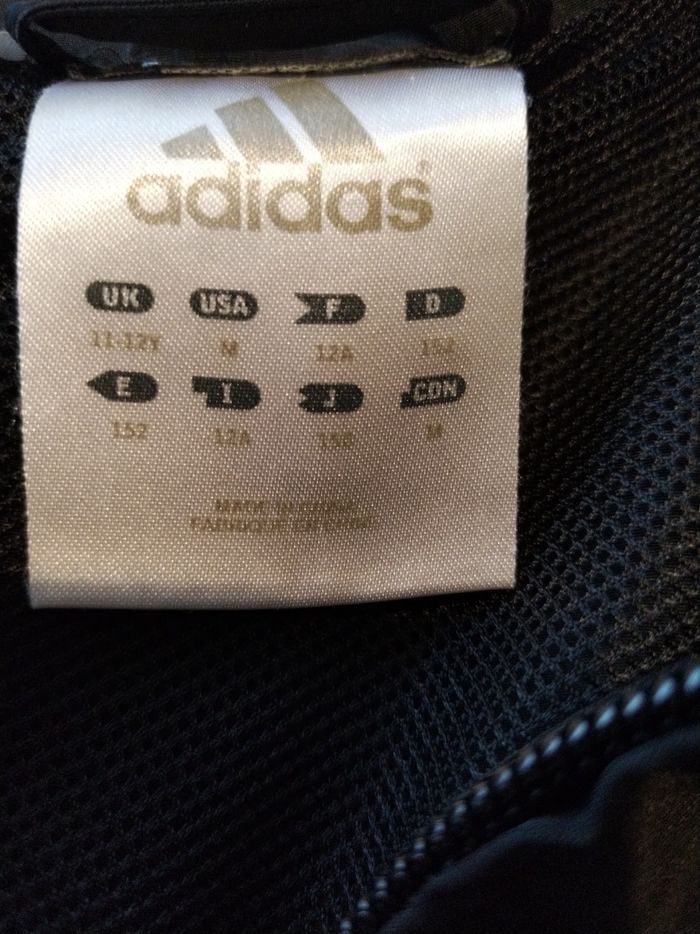 adidas
UK USA F D
11-12Y M 12A 152
E I J CDN
152 12A 150 M
MADE IN CHINA
FABRIQUE EN CHINE